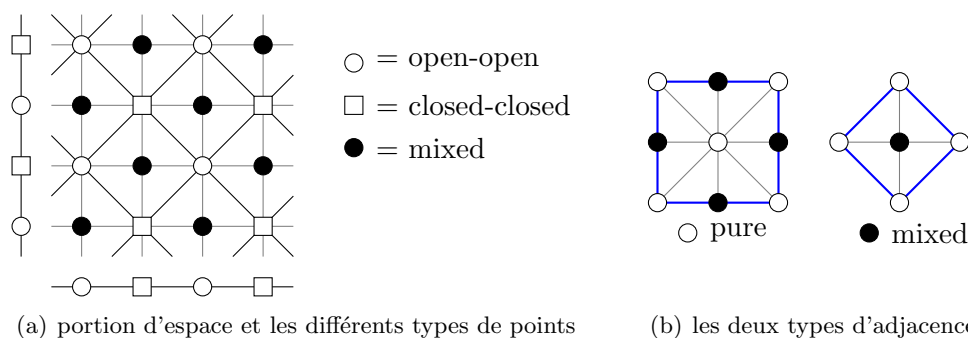 = open-open
= closed-closed
= mixed
pure
mixed
(a) portion d'espace et les différents types de points
(b) les deux types d'adjacence